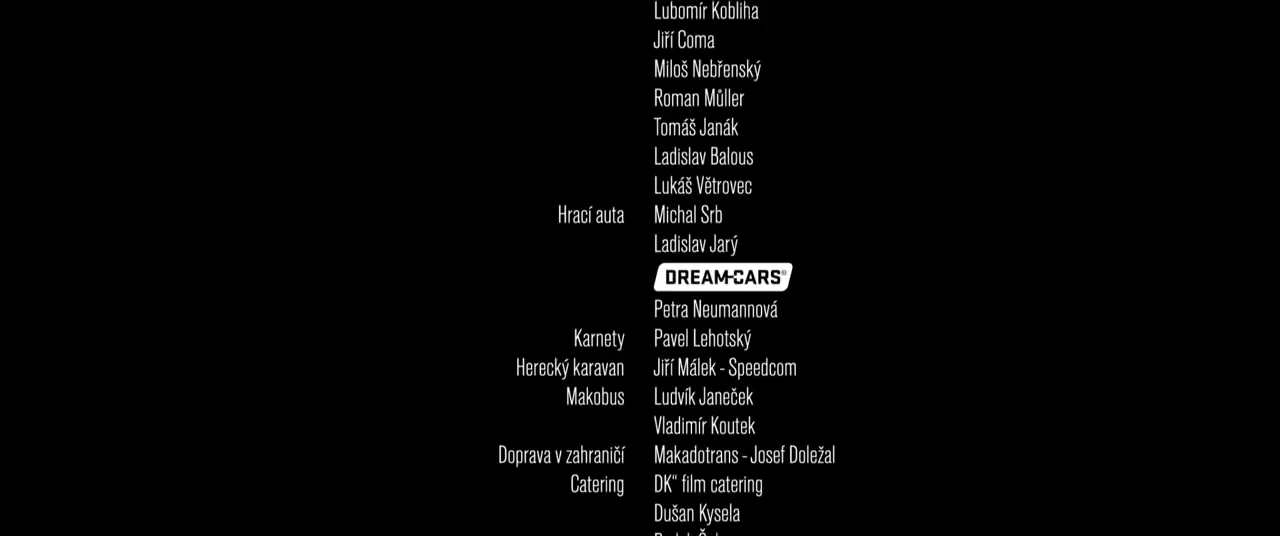 Lubomír Kobliha
Jiří Coma
Miloš Nebřenský
Roman Műller
Tomáš Janák
Ladislav Balous
Lukáš Větrovec
Hrací auta Michal Srb
Ladislav Jarý
DREAM-CARS®
Petra Neumannová
Karnety Pavel Lehotský
Herecký karavan Jiří Málek - Speedcom
Makobus Ludvík Janeček
Vladimír Koutek
Doprava v zahraničí Makadotrans - Josef Doležal
Catering DK“ film catering
Dušan Kysela